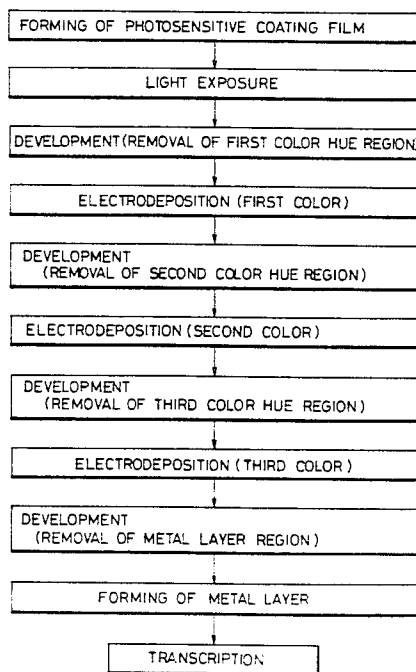 FORMING OF PHOTOSENSITIVE COATING FILM
LIGHT EXPOSURE
DEVELOPMENT (REMOVAL OF FIRST COLOR HUE REGION)
ELECTRODEPOSITION (FIRST COLOR)
DEVELOPMENT
(REMOVAL OF SECOND COLOR HUE REGION)
ELECTRODEPOSITION (SECOND COLOR)
DEVELOPMENT
(REMOVAL OF THIRD COLOR HUE REGION)
ELECTRODEPOSITION (THIRD COLOR)
DEVELOPMENT
(REMOVAL OF METAL LAYER REGION)
FORMING OF METAL LAYER
TRANSCRIPTION